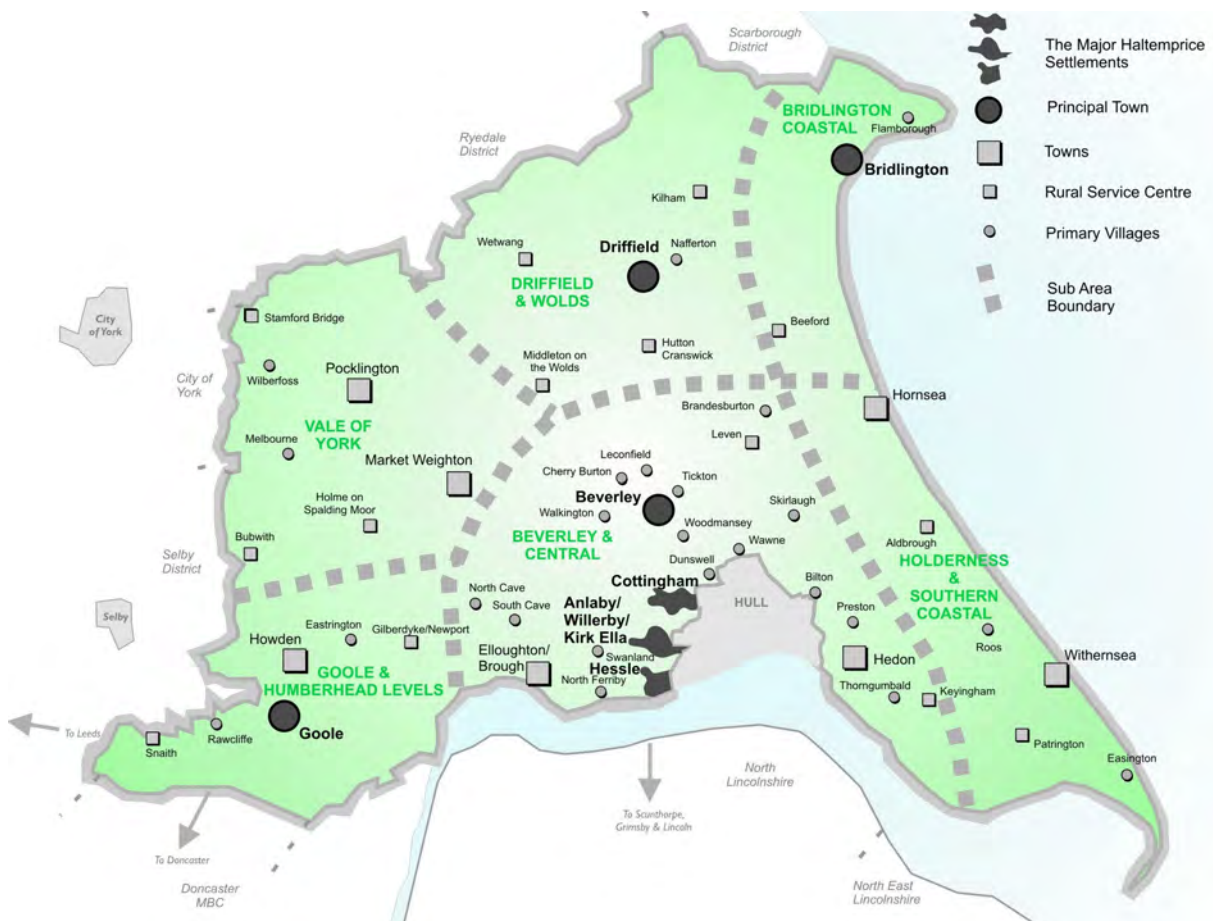 Scarborough
District
The Major Haltemprice
Settlements
Principal Town
Towns
Rural Service Centre
Primary Villages
Sub Area
Boundary
BRIDLINGTON
COASTAL
Flamborough
Bridlington
Ryedale
District
Kilham
Wetwang
Driffield
Nafferton
DRIFFIELD
& WOLDS
City
of York
Stamford Bridge
Beeford
Hutton
Cranswick
Middleton on
the Wolds
City of
York
Wilberfoss
Pocklington
Hornsea
Brandesburton
VALE OF
YORK
Melbourne
Leven
Market Weighton
Leconfield
Cherry Burton
Tickton
Beverley
Holme on
Spalding Moor
Walkington
Skirlaugh
Bubwith
BEVERLEY &
CENTRAL
Woodmansey
Wawne
Aldbrough
Selby
District
Dunswell
HOLDERNESS
&
SOUTHERN
COASTAL
Cottingham
Bilton
North Cave
South Cave
Anlaby/
Willerby/
Kirk Ella
HULL
Preston
Selby
Eastrington
Gilberdyke/Newport
Howden
Elloughton/
Brough
Swanland
Hessle
North Ferriby
Hedon
Roos
Withernsea
GOOLE &
HUMBERHEAD LEVELS
Thorngumbald
Keyingham
To Leeds
Snaith
Rawcliffe
Goole
Patrington
Easington
North
Lincolnshire
To Scunthorpe,
Grimsby & Lincoln
To Doncaster
Doncaster
MBC
North East
Lincolnshire